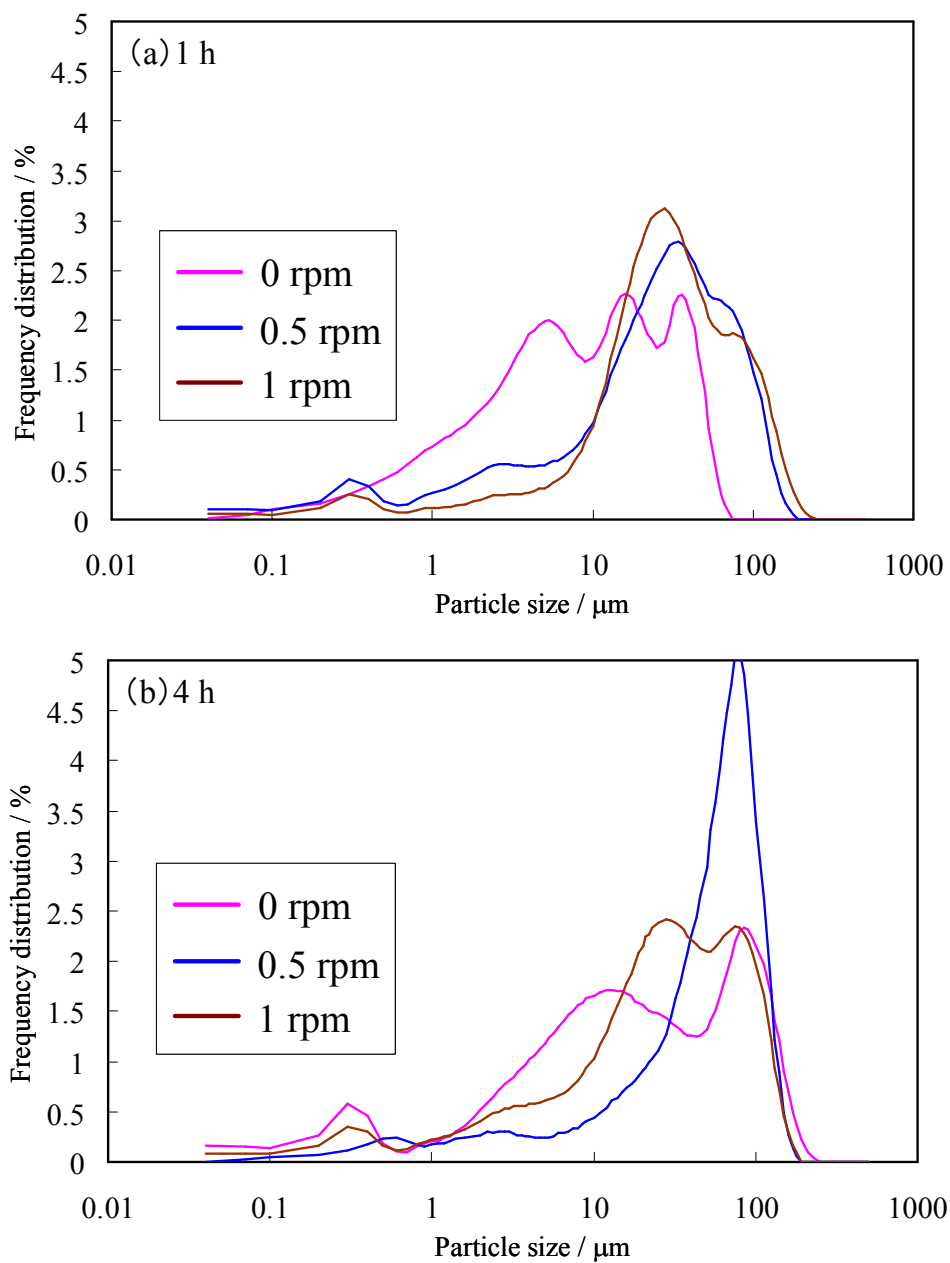 (a) 1 h
5
4.5
4
3.5
3
2.5
2
1.5
1
0.5
0
Frequency distribution / %
0 rpm
0.5 rpm
1 rpm
0.01 0.1 1 10 100 1000
Particle size / μm
(b) 4 h
5
4.5
4
3.5
3
2.5
2
1.5
1
0.5
0
Frequency distribution / %
0 rpm
0.5 rpm
1 rpm
0.01 0.1 1 10 100 1000
Particle size / μm